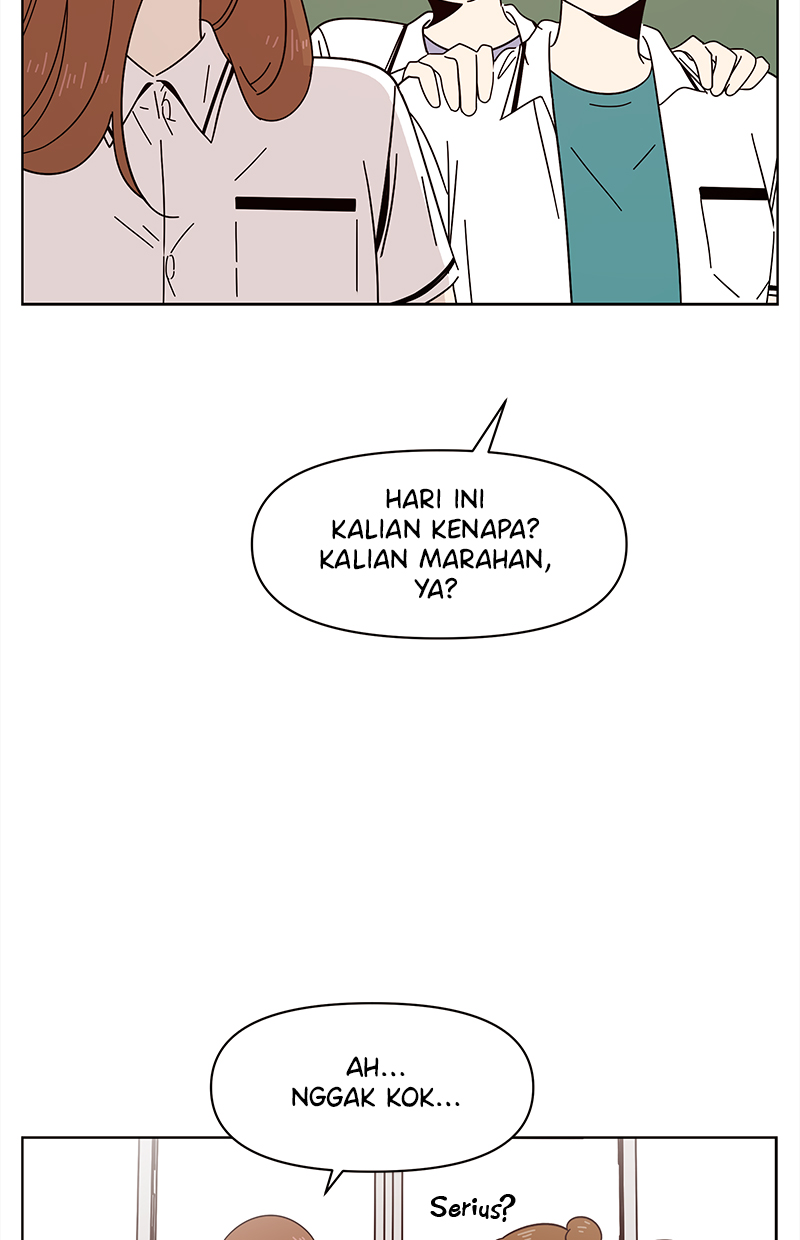 HARI INI
KALIAN KENAPA?
KALIAN MARAHAN,
YA?
AH...
NGGAK KOK...
Serius?